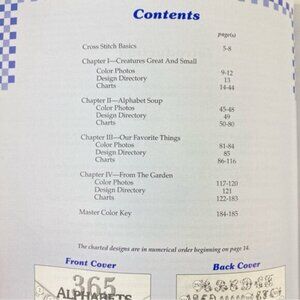 Contents
page(s)
Cross Stitch Basics 5-8
Chapter I—Creatures Great And Small
Color Photos 9-12
Design Directory 13
Charts 14-44
Chapter II—Alphabet Soup
Color Photos 45-48
Design Directory 49
Charts 50-80
Chapter III—Our Favorite Things
Color Photos 81-84
Design Directory 85
Charts 86-116
Chapter IV—From The Garden
Color Photos 117-120
Design Directory 121
Charts 122-183
Master Color Key 184-185
The charted designs are in numerical order beginning on page 14.
Front Cover Back Cover
365
ALPHABETS